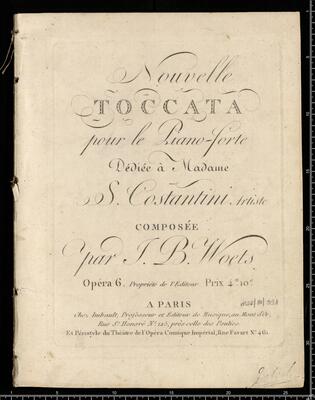 Nouvelle
TOCCATA
pour le Piano-forte
Dédiée à Madame
S. Costantini Artiste
COMPOSÉE
par J. B. Woets
Opéra 6. Propriété de l'Editeur Prix 4.# 10.s
A PARIS
Chez Imbault, Professeur et Editeur de Musique, au Mont d'Or,
Rue St. Honoré No. 125, près celle des Poulies
Et Péristyle du Théâtre de l'Opéra Comique Impérial, Rue Favart No. 461.